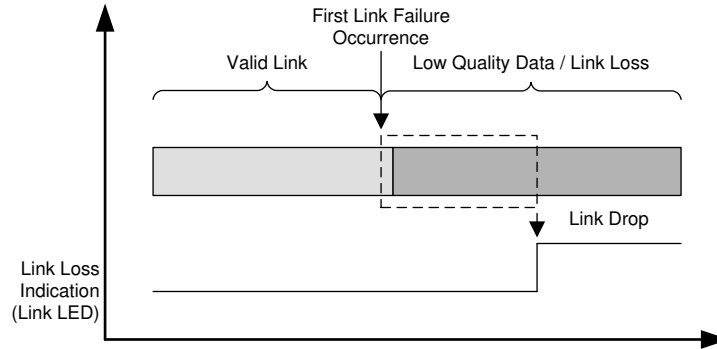 First Link Failure
Occurrence
Valid Link
Low Quality Data / Link Loss
Link Drop
Link Loss
Indication
(Link LED)